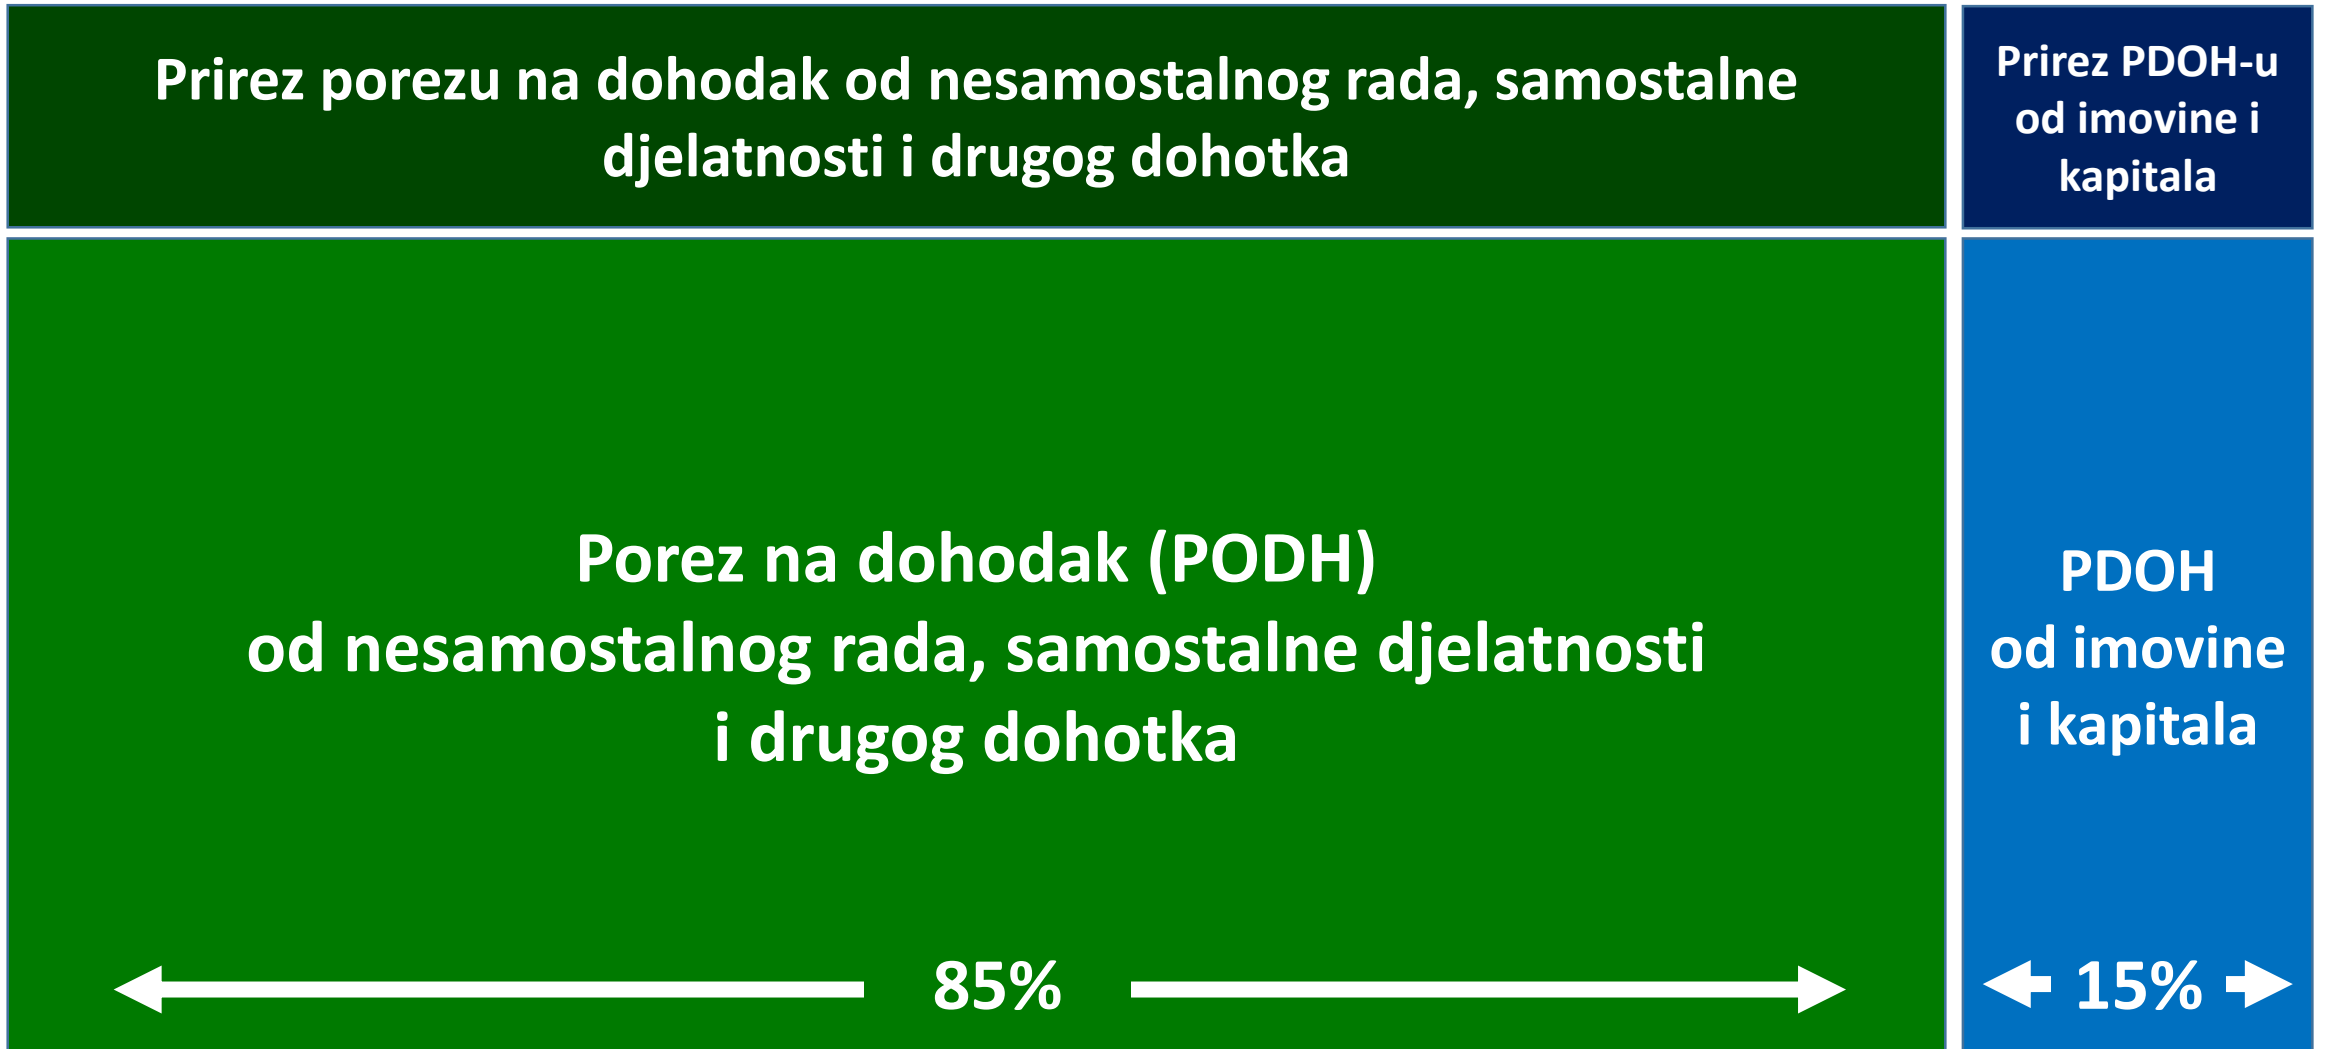 Prirez porezu na dohodak od nesamostalnog rada, samostalne
djelatnosti i drugog dohotka
Prirez PDOH-u
od imovine i
kapitala
Porez na dohodak (PODH)
od nesamostalnog rada, samostalne djelatnosti
i drugog dohotka
85%
PDOH
od imovine
i kapitala
15%